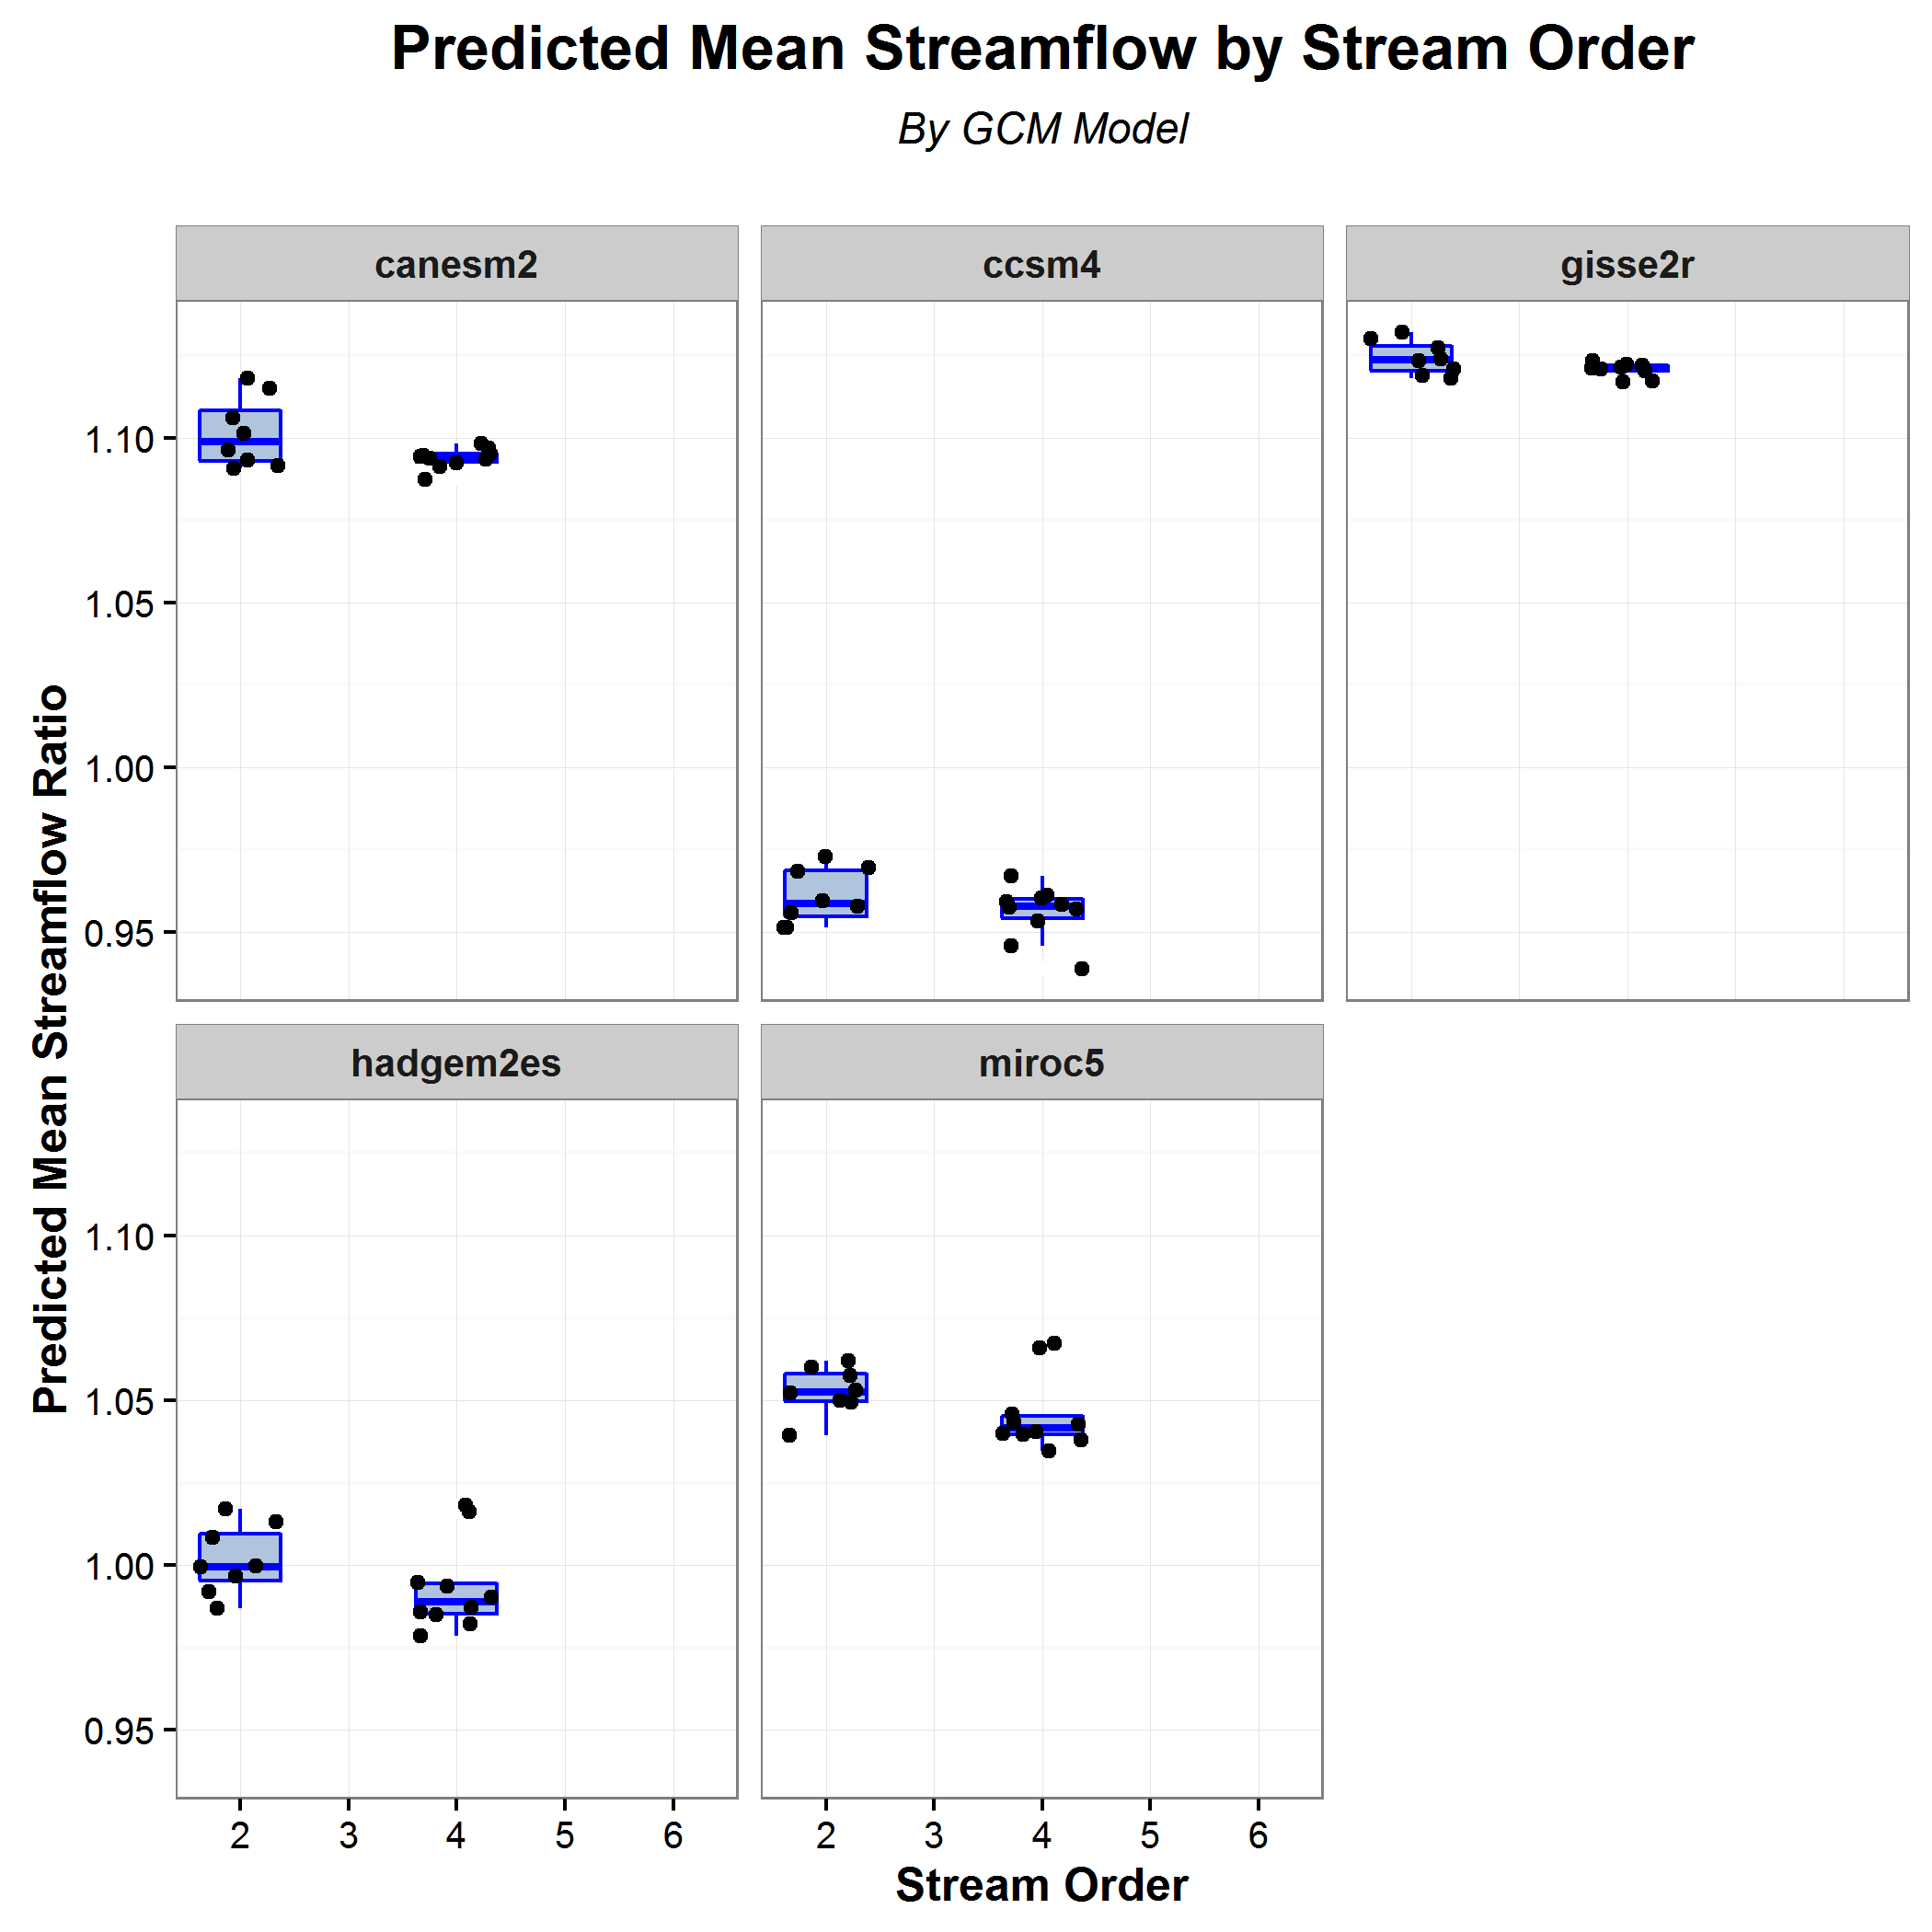 Predicted Mean Streamflow by Stream Order
By GCM Model
canesm2
ccsm4
gisse2r
1.10
1.05
1.00
0.95
Predicted Mean Streamflow Ratio
hadgem2es
miroc5
1.10
1.05
1.00
0.95
2 3 4 5 6
2 3 4 5 6
Stream Order